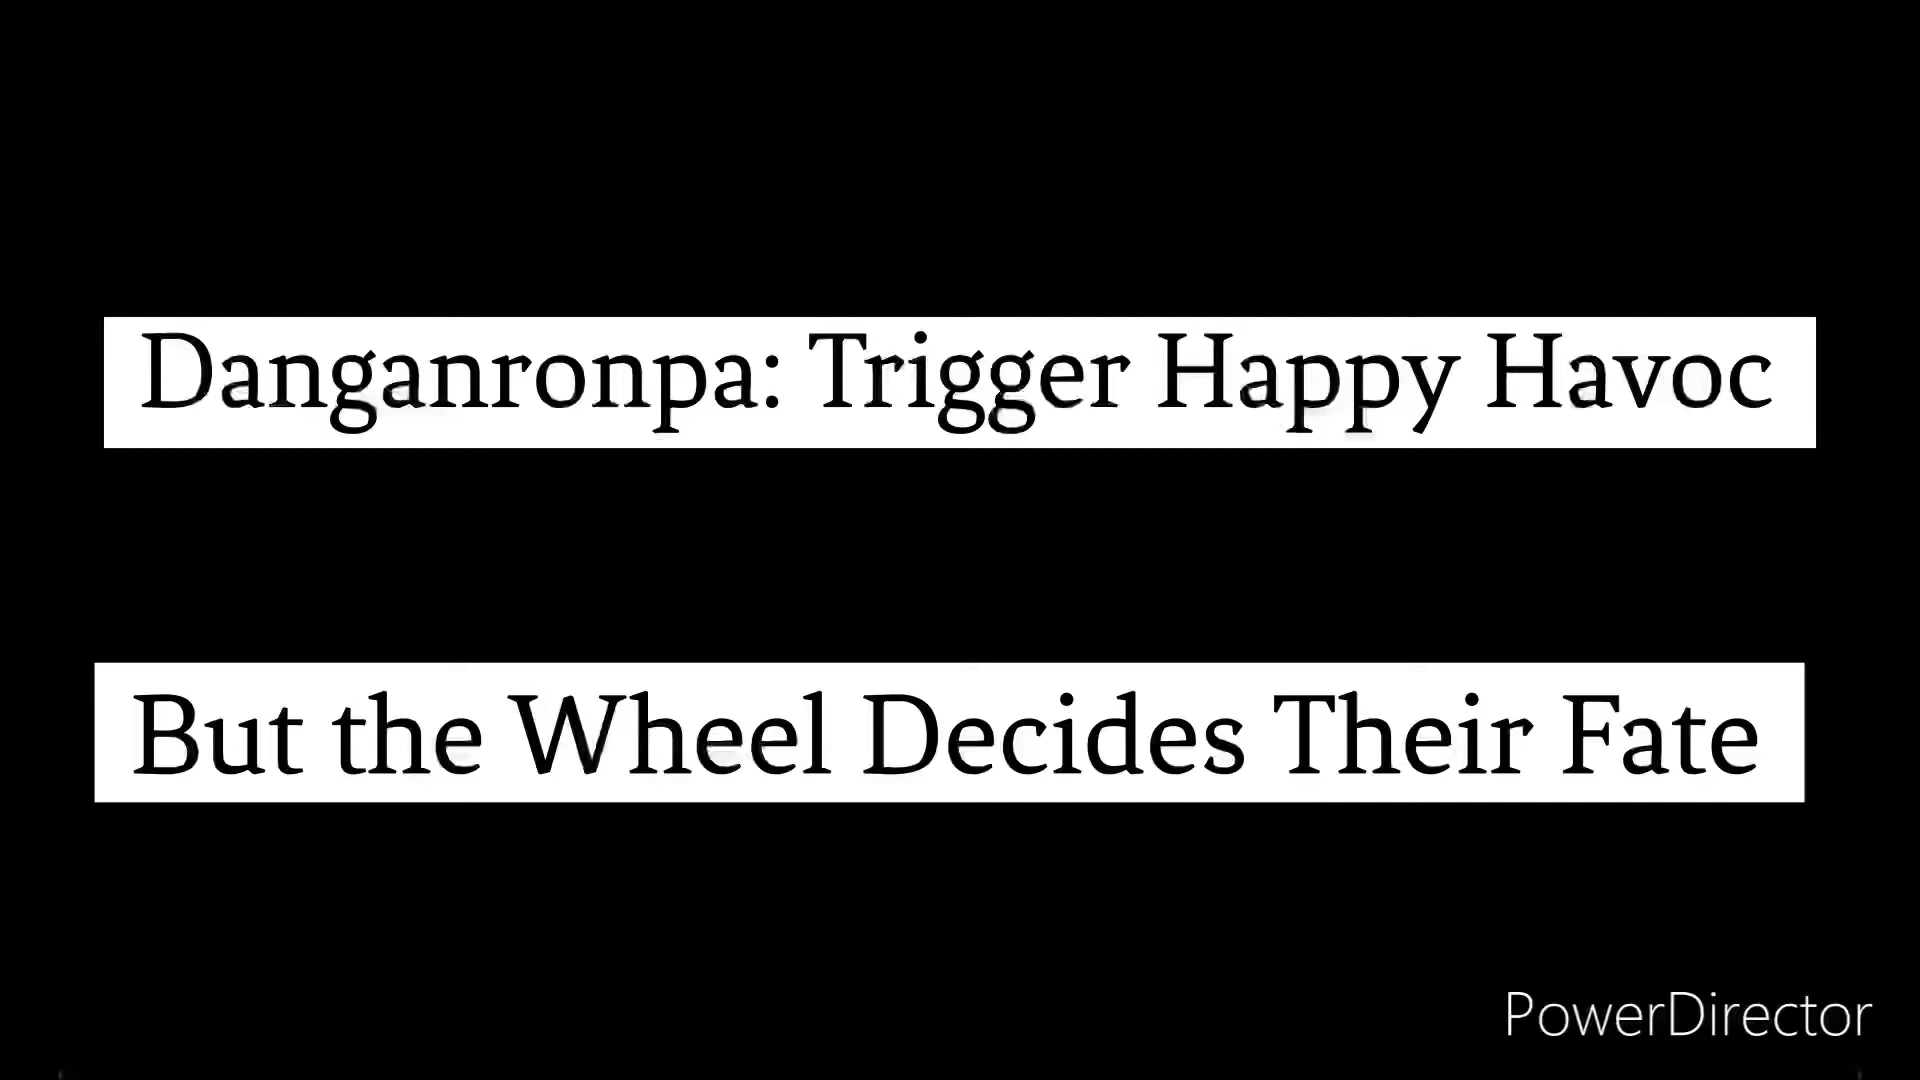 Danganronpa: Trigger Happy Havoc
But the Wheel Decides Their Fate
PowerDirector